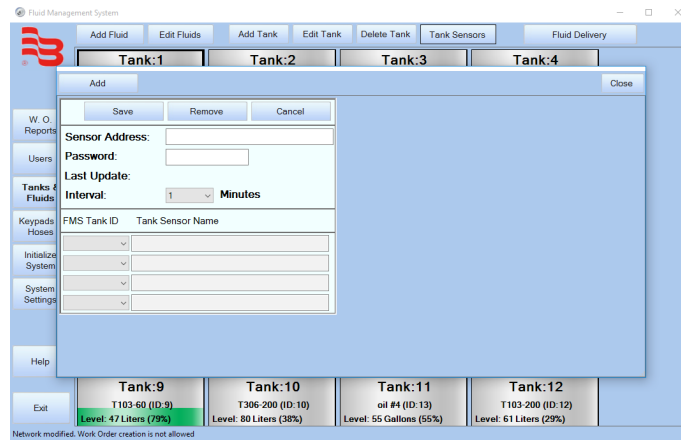 Fluid Management System
Add Fluid Edit Fluids Add Tank Edit Tank Delete Tank Tank Sensors Fluid Delivery
Tank:1 Tank:2 Tank:3 Tank:4
Add Close
Save Remove Cancel
Sensor Address:
Password:
Last Update:
Interval: 1 Minutes
FMS Tank ID Tank Sensor Name
W. O.
Reports
Users
Tanks &
Fluids
Keypads
Hoses
Initialize
System
System
Settings
Help
Exit
Tank:9 Tank:10 Tank:11 Tank:12
T103-60 (ID:9) T306-200 (ID:10) oil #4 (ID:13) T103-200 (ID:12)
Level: 47 Liters (79%) Level: 80 Liters (38%) Level: 55 Gallons (55%) Level: 61 Liters (29%)
Network modified. Work Order creation is not allowed